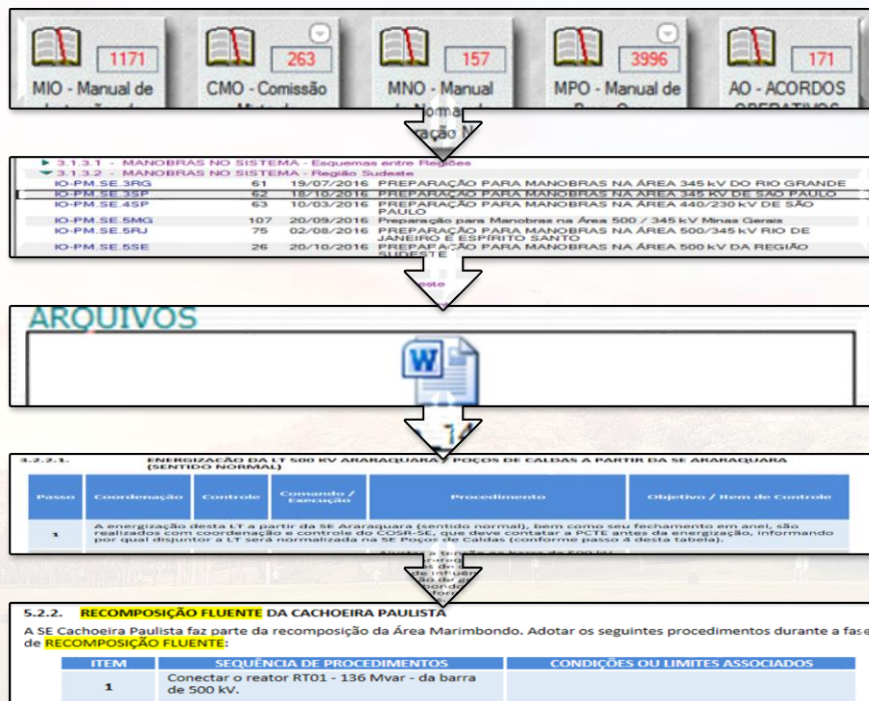 1171
263
157
3996
171
MIO - Manual de
CMO - Comissão
MNO - Manual
MPO - Manual de
AO - ACORDOS
OPERATIVOS
3.1.3.1 - MANOBRAS NO SISTEMA - Esquemas entre Regiões
3.1.3.2 - MANOBRAS NO SISTEMA - Região Sudeste
IO-PM.SE.3RG 61 19/07/2016 PREPARAÇÃO PARA MANOBRAS NA ÁREA 345 kV DO RIO GRANDE
IO-PM.SE.3SP 62 18/10/2016 PREPARAÇÃO PARA MANOBRAS NA ÁREA 345 KV DE SÃO PAULO
IO-PM.SE.4SP 63 10/03/2016 PREPARAÇÃO PARA MANOBRAS NA ÁREA 440/230 kV DE SÃO
PAULO
IO-PM.SE.5MG 107 20/09/2016 Preparação para Manobras na Área 500 / 345 kV Minas Gerais
IO-PM.SE.5RJ 75 02/08/2016 PREPARAÇÃO PARA MANOBRAS NA ÁREA 500/345 kV RIO DE
JANEIRO E ESPÍRITO SANTO
IO-PM.SE.5SE 26 20/10/2016 PREPARAÇÃO PARA MANOBRAS NA ÁREA 500 kV DA REGIÃO
SUDESTE
ARQUIVOS
W
3.2.2.1. ENERGIZAÇÃO DA LT 500 KV ARARAQUARA / POÇOS DE CALDAS A PARTIR DA SE ARARAQUARA
(SENTIDO NORMAL)
Passo Coordenação Controle Comando / Execução Procedimento Objetivo / Item de Controle
1 A energização desta LT a partir da SE Araraquara (sentido normal), bem como seu fechamento em anel, são
realizados com coordenação e controle do COSR-SE, que deve contatar a PCTE antes da energização, informando
por qual disjuntor a LT será normalizada na SE Poços de Caldas (conforme passo 4 desta tabela).
5.2.2. RECOMPOSIÇÃO FLUENTE DA CACHOEIRA PAULISTA
A SE Cachoeira Paulista faz parte da recomposição da Área Marimbondo. Adotar os seguintes procedimentos durante a fase
de RECOMPOSIÇÃO FLUENTE:
ITEM SEQUÊNCIA DE PROCEDIMENTOS CONDIÇÕES OU LIMITES ASSOCIADOS
1 Conectar o reator RT01 - 136 Mvar - da barra
de 500 kV.